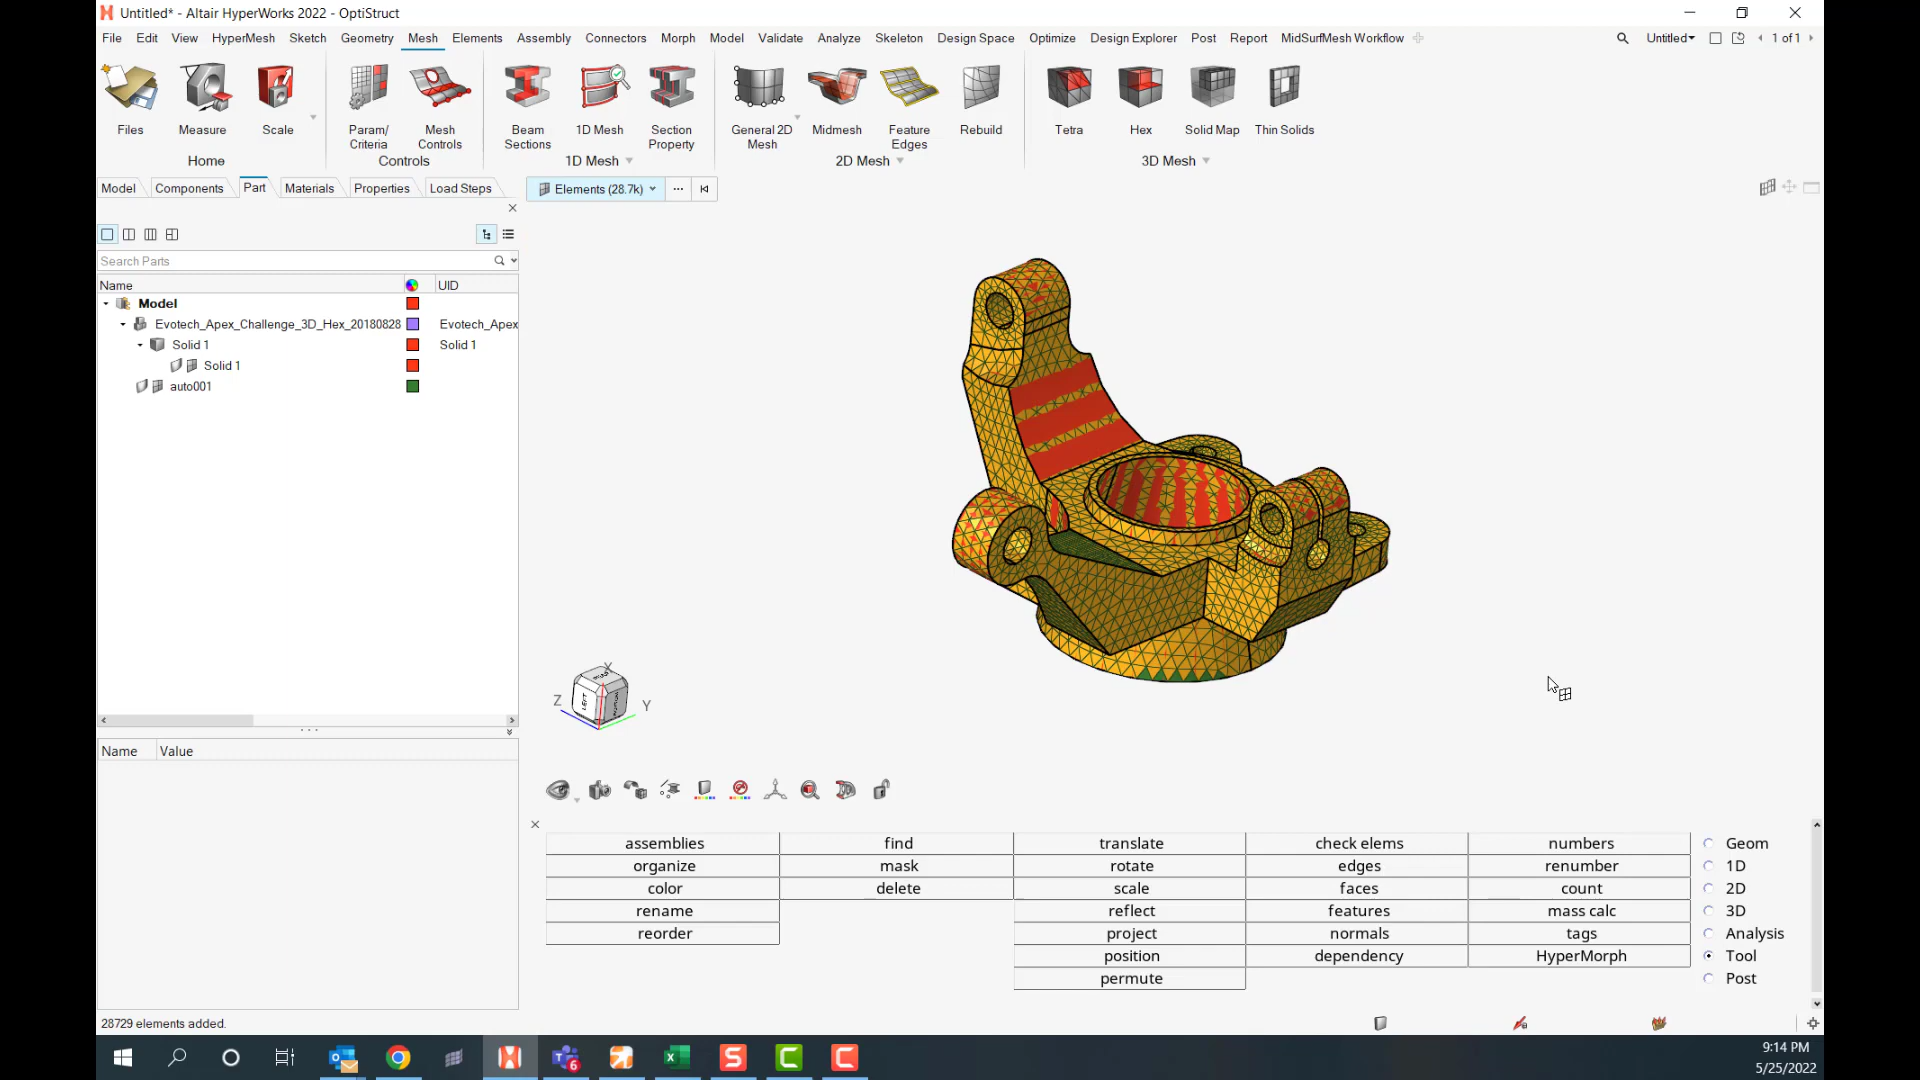 Untitled* - Altair HyperWorks 2022 - OptiStruct
File Edit View HyperMesh Sketch Geometry Mesh Elements Assembly Connectors Morph Model Validate Analyze Skeleton Design Space Optimize Design Explorer Post Report MidSurfMesh Workflow Untitled 1 of 1
Files Measure Scale Param/ Criteria Mesh Controls Beam Sections 1D Mesh Section Property General 2D Mesh Midmesh Feature Edges Rebuild Tetra Hex Solid Map Thin Solids
Home Controls 1D Mesh 2D Mesh 3D Mesh
Model Components Part Materials Properties Load Steps Elements (28.7k)
Search Parts
Name UID
Model
Evotech_Apex_Challenge_3D_Hex_20180828 Evotech_Apex
Solid 1 Solid 1
Solid 1
auto001
X
Z Y
LEFT
Name Value
assemblies find translate check elems numbers Geom
organize mask rotate edges renumber 1D
color delete scale faces count 2D
rename reflect features mass calc 3D
reorder project normals tags Analysis
position dependency HyperMorph Tool
permute Post
28729 elements added.
6
9:14 PM
5/25/2022